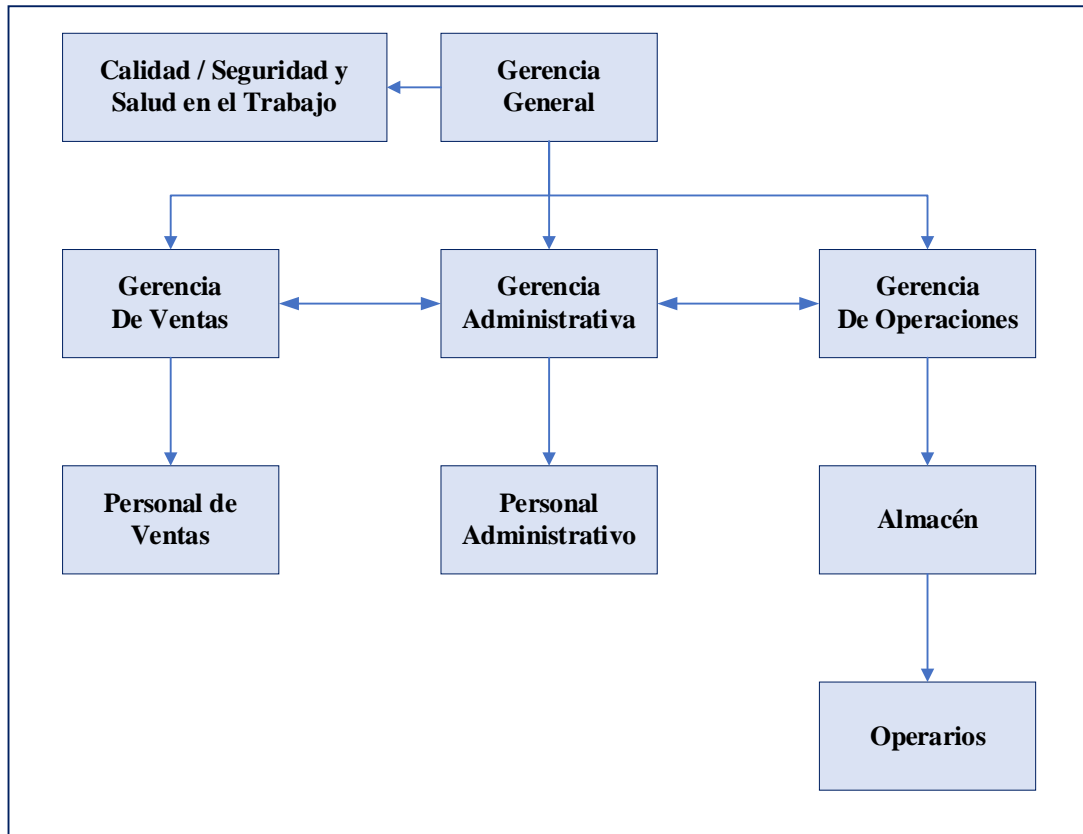 Calidad / Seguridad y
Salud en el Trabajo
Gerencia
General
Gerencia
De Ventas
Gerencia
Administrativa
Gerencia
De Operaciones
Personal de
Ventas
Personal
Administrativo
Almacén
Operarios